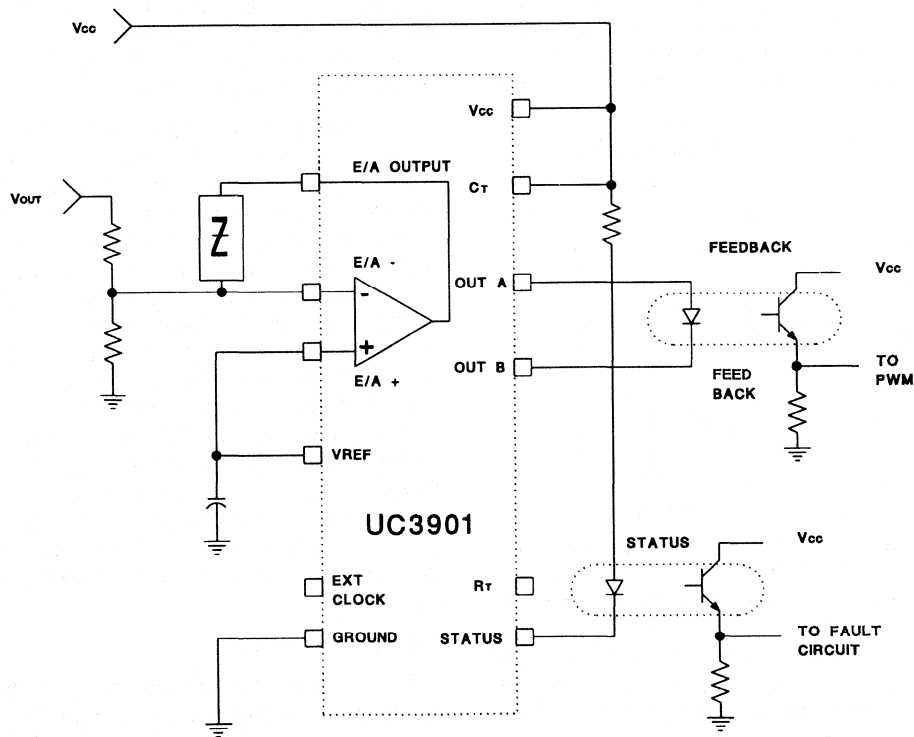 Vcc
Vcc
E/A OUTPUT
CT
VOUT
Z
FEEDBACK
Vcc
E/A -
OUT A
-
+
TO
PWM
OUT B
FEED
BACK
E/A +
VREF
UC3901
STATUS
Vcc
EXT
CLOCK
RT
GROUND
STATUS
TO FAULT
CIRCUIT